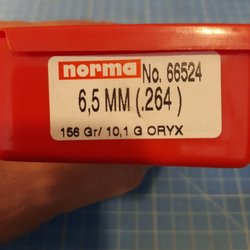 norma No. 66524
6,5 MM (.264 )
156 Gr/ 10,1 G ORYX